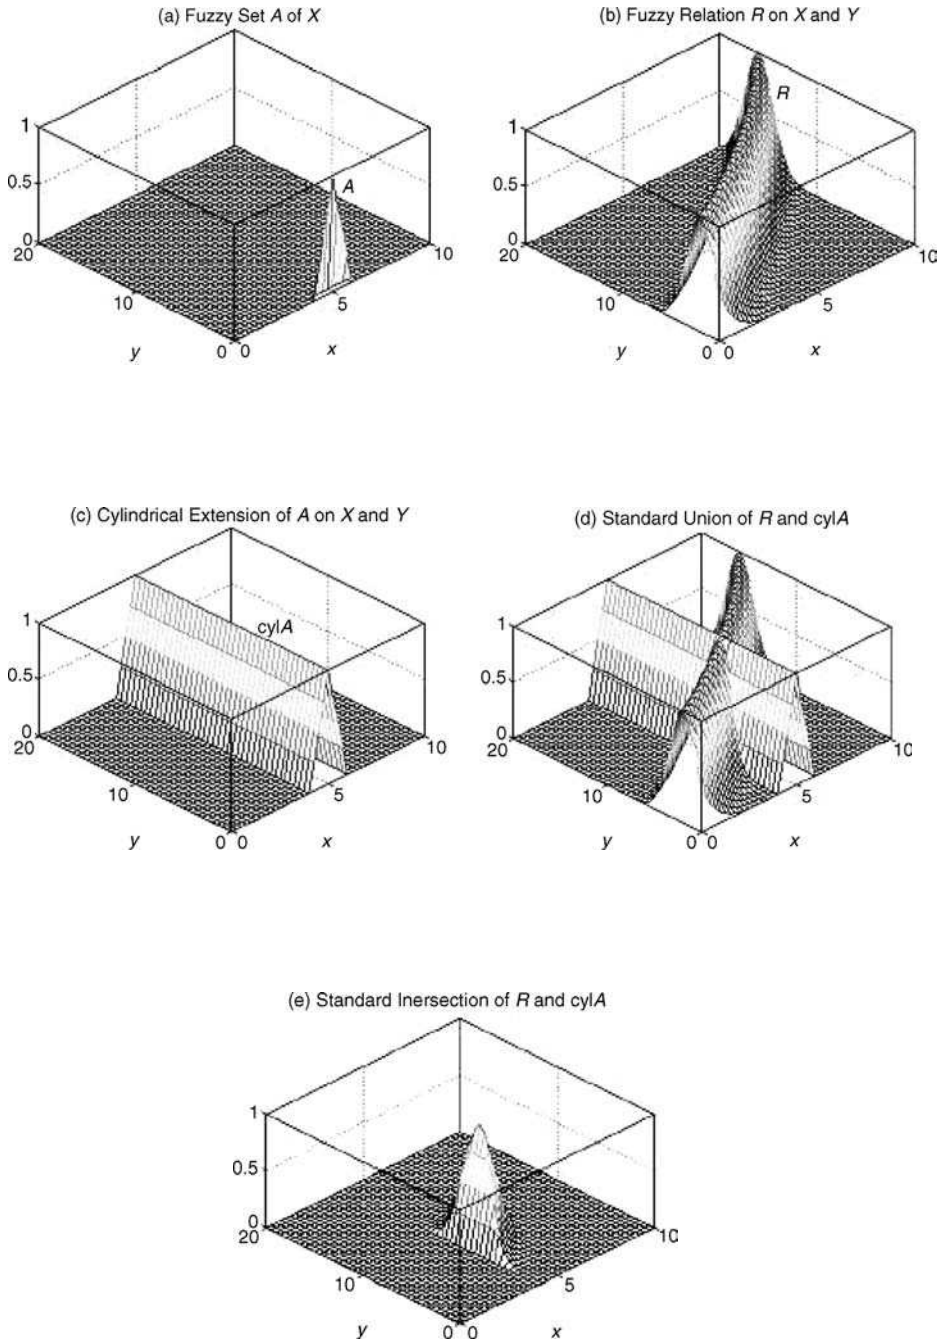 (a) Fuzzy Set A of X
1
0.5
0
20
10
0 0
5
10
y
x
A
(b) Fuzzy Relation R on X and Y
1
0.5
0
20
10
0 0
5
10
y
x
R
(c) Cylindrical Extension of A on X and Y
1
0.5
0
20
10
0 0
5
10
y
x
cylA
(d) Standard Union of R and cylA
1
0.5
0
20
10
0 0
5
10
y
x
(e) Standard Inersection of R and cylA
1
0.5
0
20
10
0 0
5
10
y
x